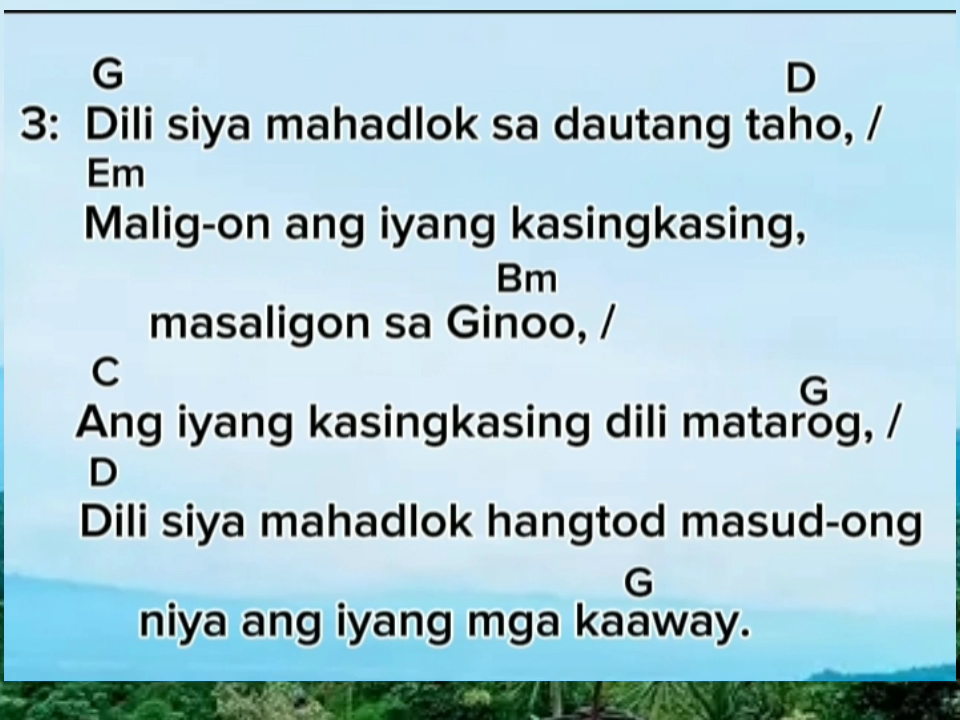 G D
3: Dili siya mahadlok sa dautang taho, /
Em
Malig-on ang iyang kasingkasing,
Bm
masaligon sa Ginoo, /
C G
Ang iyang kasingkasing dili matarog, /
D
Dili siya mahadlok hangtod masud-ong
G
niya ang iyang mga kaaway.